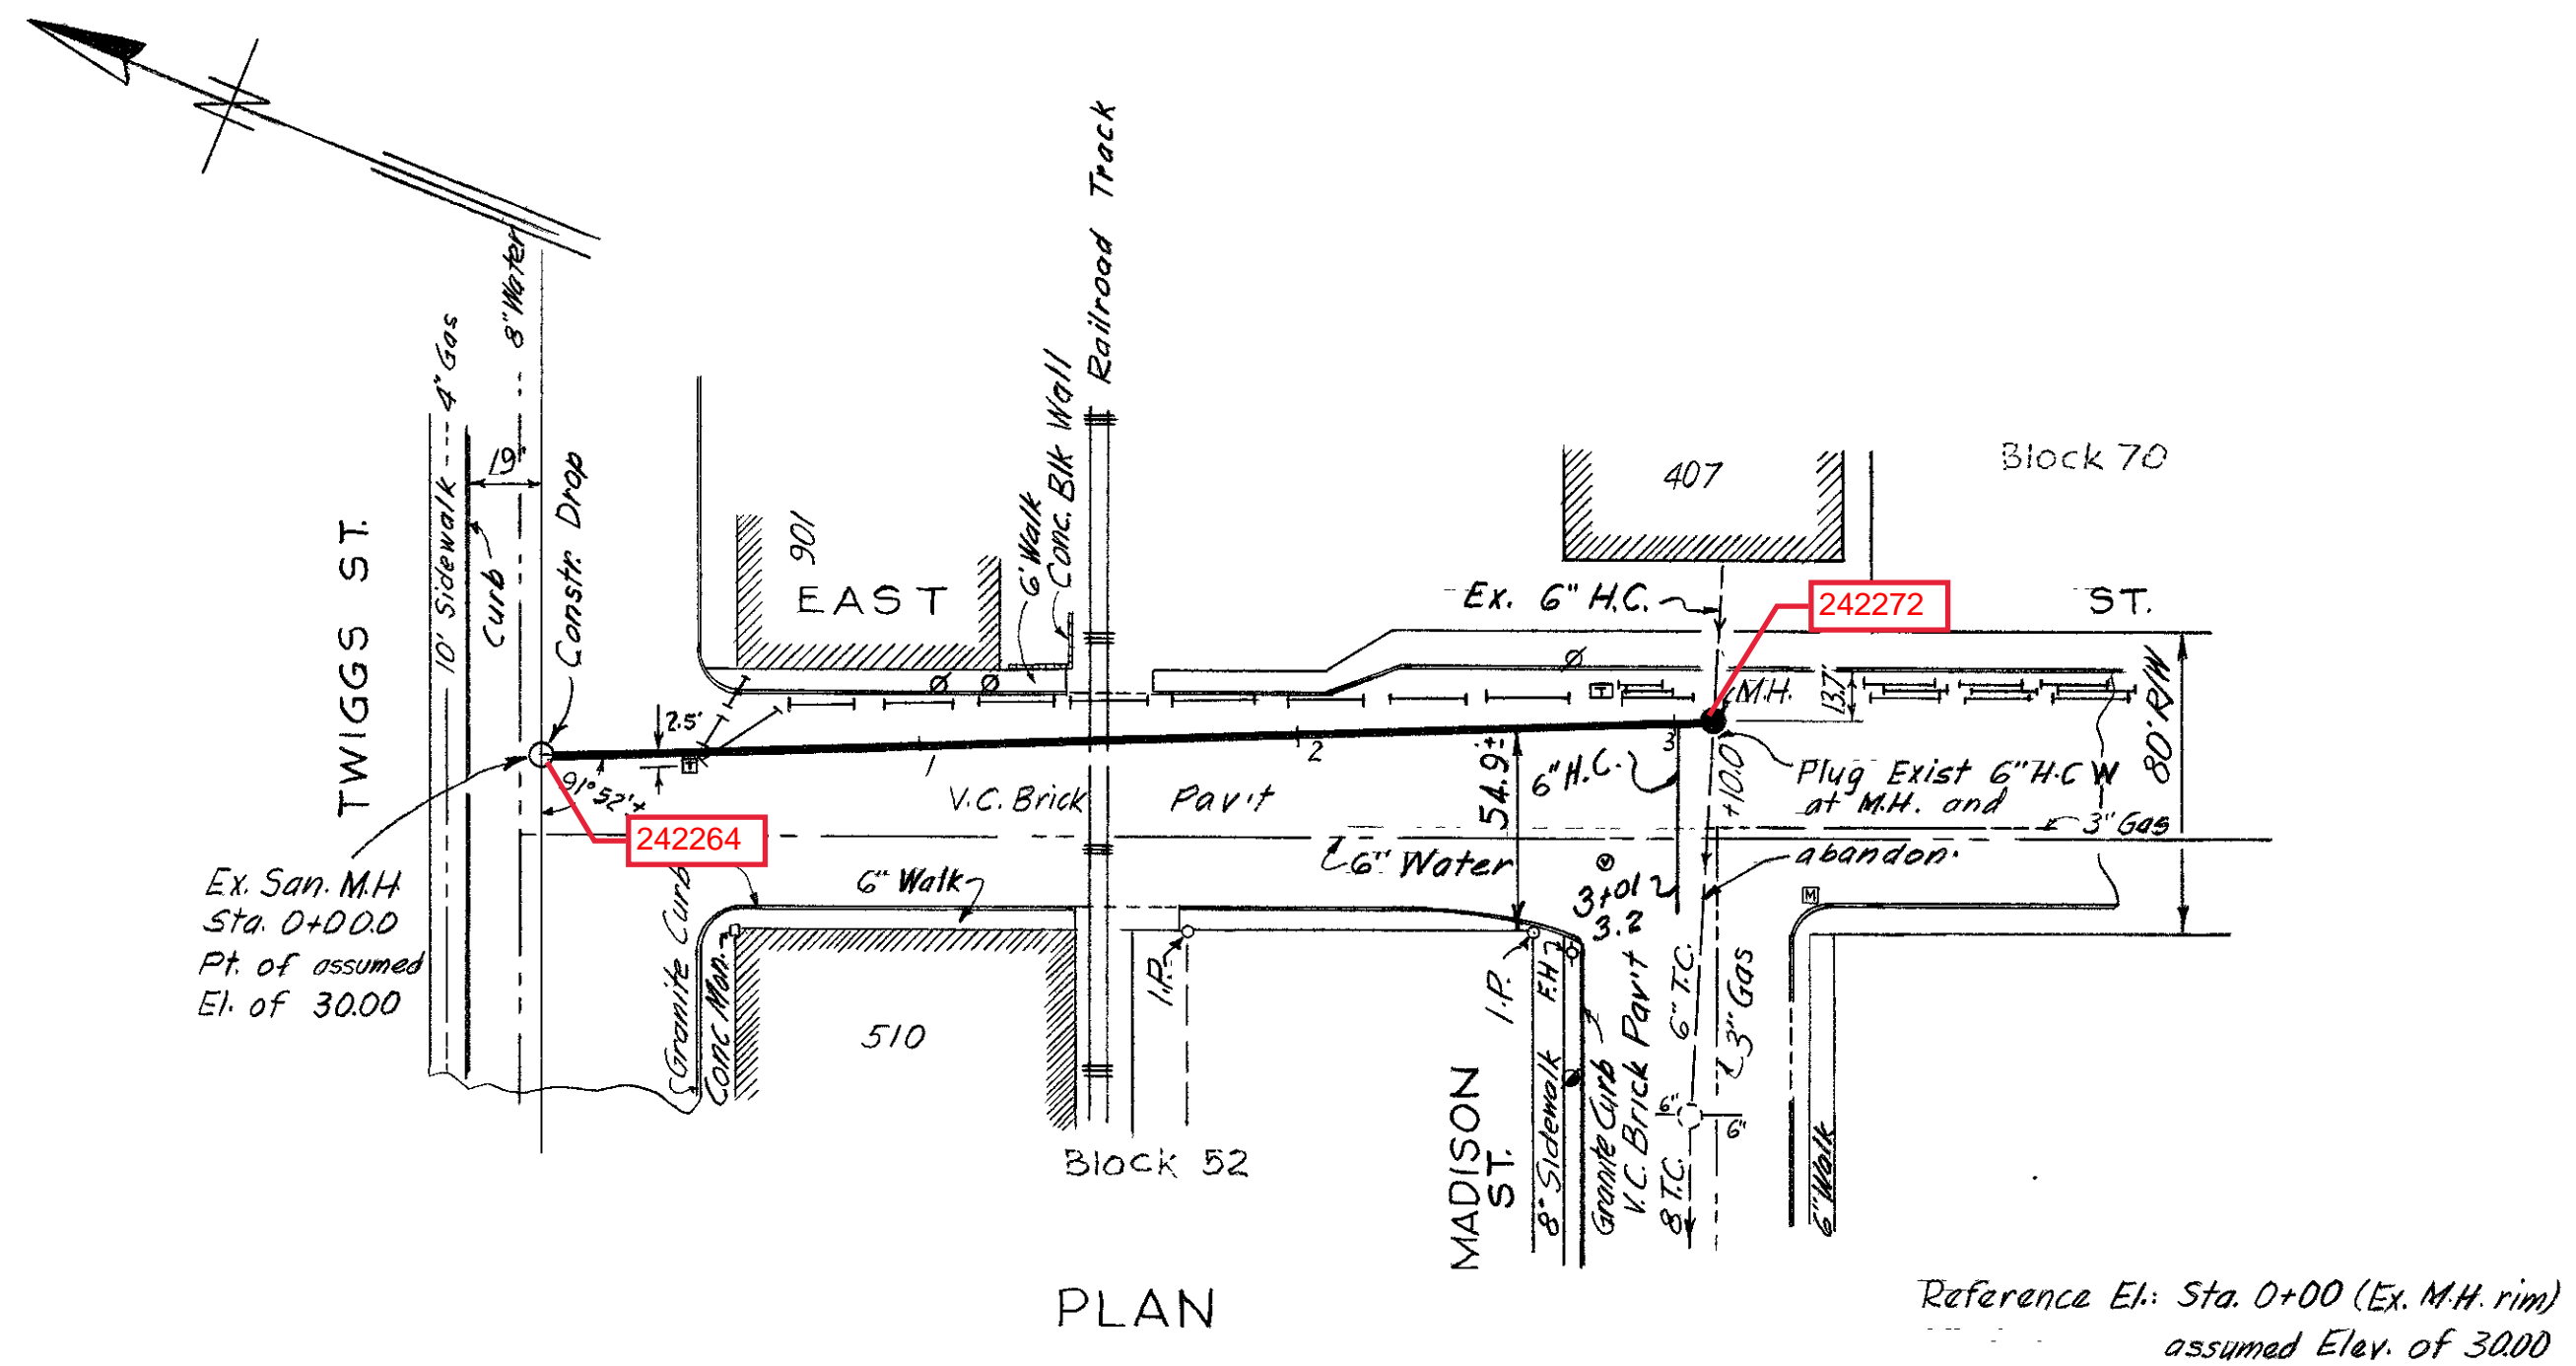 Railroad Track
8" Water
4" Gas
19'
10' Sidewalk
Curb
Constr. Drop
TWIGGS ST.
901
EAST
6' Walk
Conc. Blk Wall
407
Block 70
Ex. 6" H.C.
242272
ST.
M.H.
13.7'
80' R/W
2.5'
91° 52'±
1
2
3
V.C. Brick Pav't
54.9'±
6" H.C.
+10.0
Plug Exist 6" H.C W
at M.H. and
abandon.
3" Gas
242264
6" Water
6" Walk
3+01.2
3.2
Ex. San. M.H.
Sta. 0+00.0
Pt. of assumed
El. of 30.00
Granite Curb
Conc Mon.
510
I.P.
I.P.
F.H.
T
T
M
V
Block 52
MADISON
ST.
8" Sidewalk
Granite Curb
V.C. Brick Pav't
6" T.C.
3" Gas
6"
6"
8 T.C.
6" Walk
PLAN
Reference El.: Sta. 0+00 (Ex. M.H. rim)
assumed Elev. of 30.00